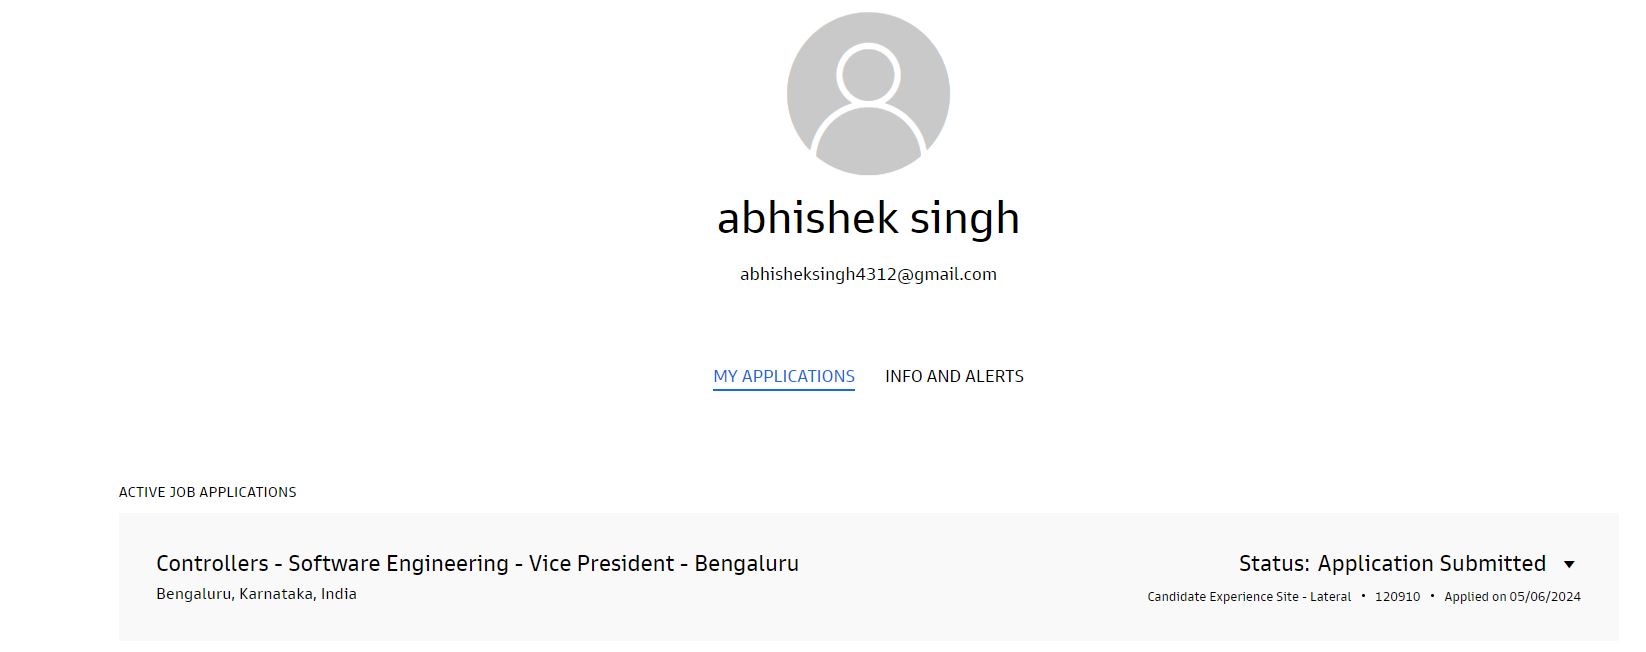 abhishek singh
abhisheksingh4312@gmail.com
MY APPLICATIONS INFO AND ALERTS
ACTIVE JOB APPLICATIONS
Controllers - Software Engineering - Vice President - Bengaluru
Bengaluru, Karnataka, India
Status: Application Submitted
Candidate Experience Site - Lateral • 120910 • Applied on 05/06/2024